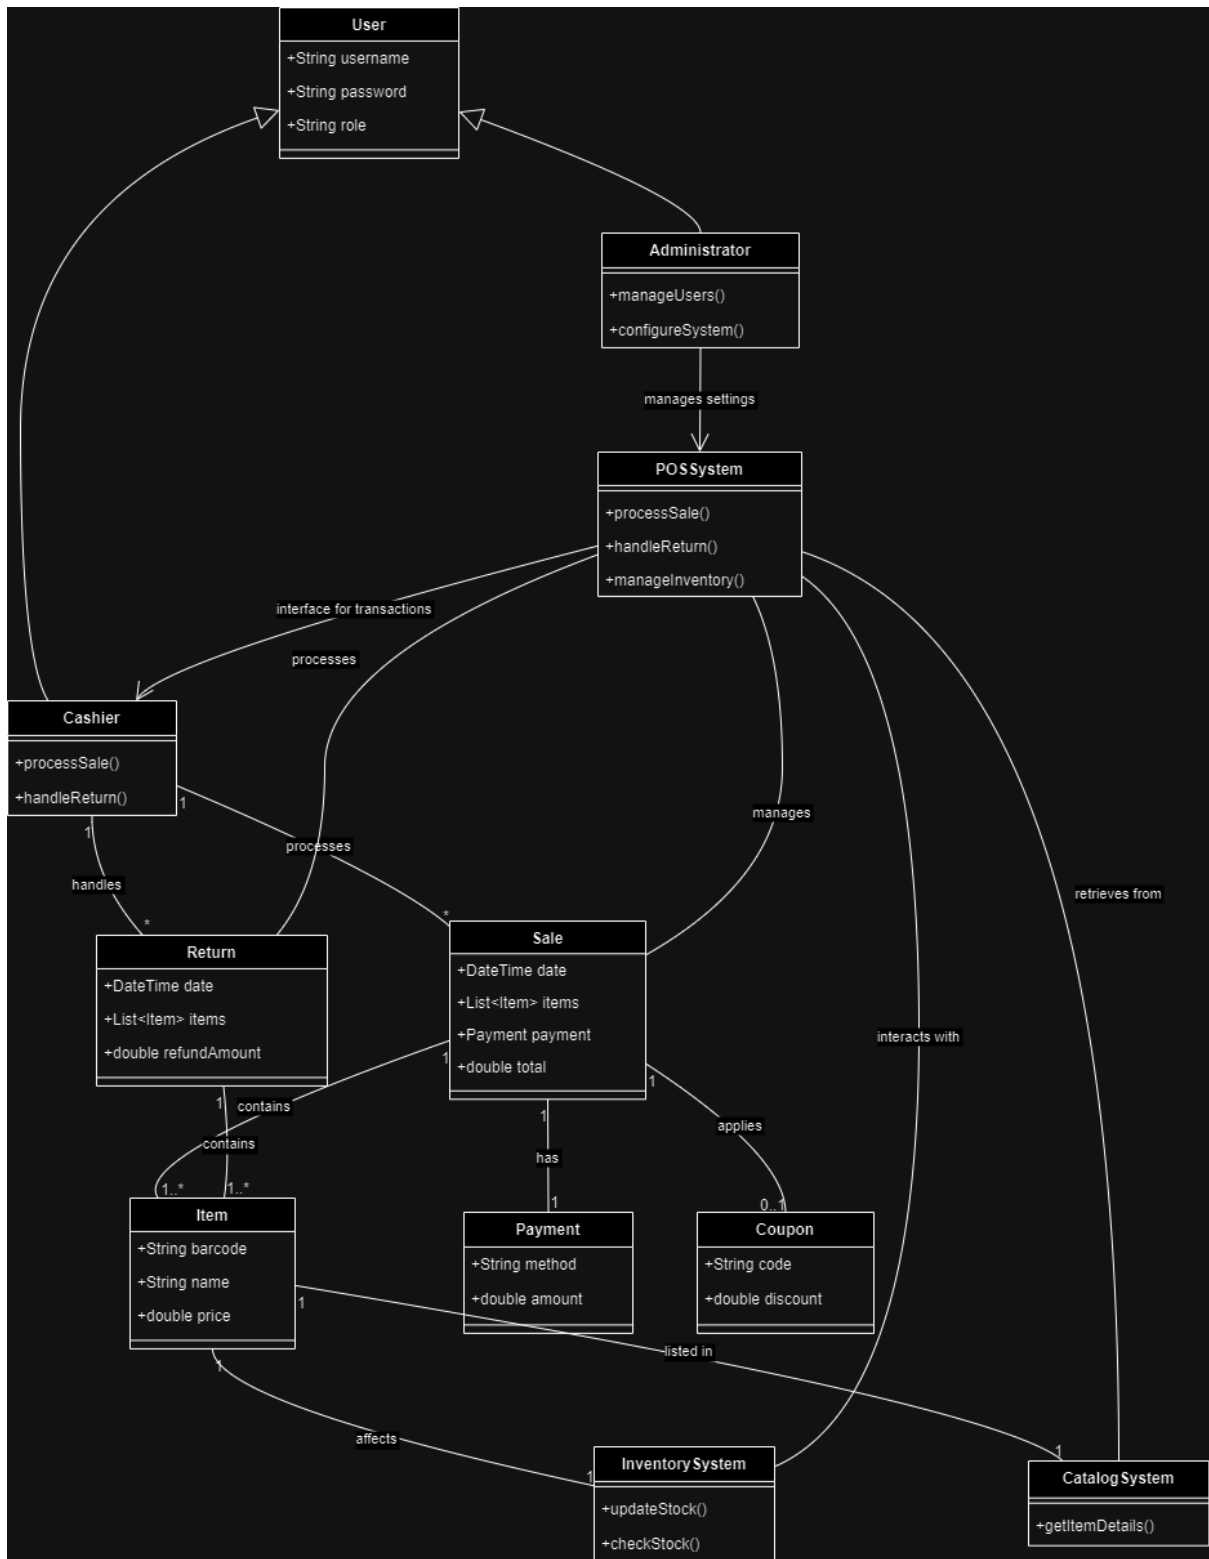 User
+String username
+String password
+String role
Administrator
+manageUsers()
+configureSystem()
manages settings
POSSystem
+processSale()
+handleReturn()
+manageInventory()
interface for transactions
processes
Cashier
+processSale()
+handleReturn()
1
1
processes
manages
handles
retrieves from
*
*
Return
+DateTime date
+List<Item> items
+double refundAmount
Sale
+DateTime date
+List<Item> items
+Payment payment
+double total
interacts with
1
1
1
1
contains
applies
contains
has
1..*
1..*
1
0..1
Item
+String barcode
+String name
+double price
Payment
+String method
+double amount
Coupon
+String code
+double discount
1
listed in
1
affects
1
1
InventorySystem
+updateStock()
+checkStock()
CatalogSystem
+getItemDetails()